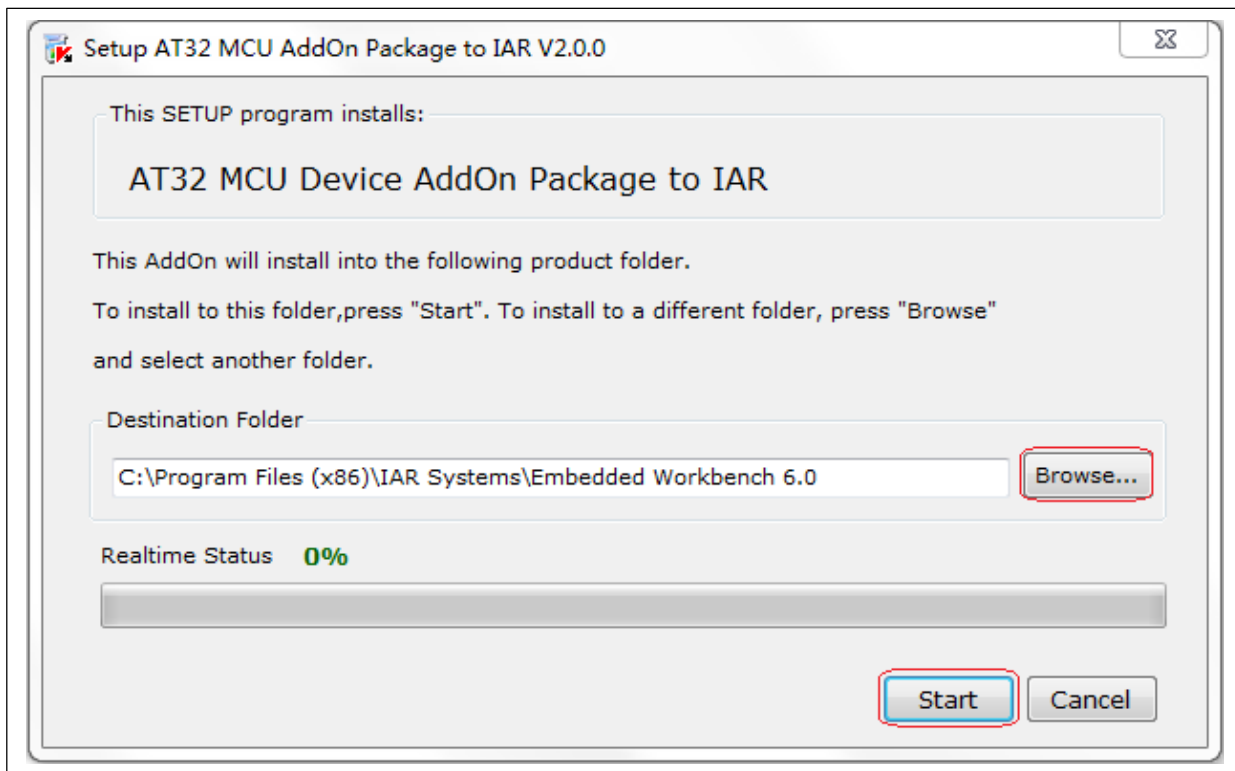 Setup AT32 MCU AddOn Package to IAR V2.0.0
This SETUP program installs:
AT32 MCU Device AddOn Package to IAR
This AddOn will install into the following product folder.
To install to this folder,press "Start". To install to a different folder, press "Browse"
and select another folder.
Destination Folder
C:\Program Files (x86)\IAR Systems\Embedded Workbench 6.0
Browse...
Realtime Status 0%
Start Cancel